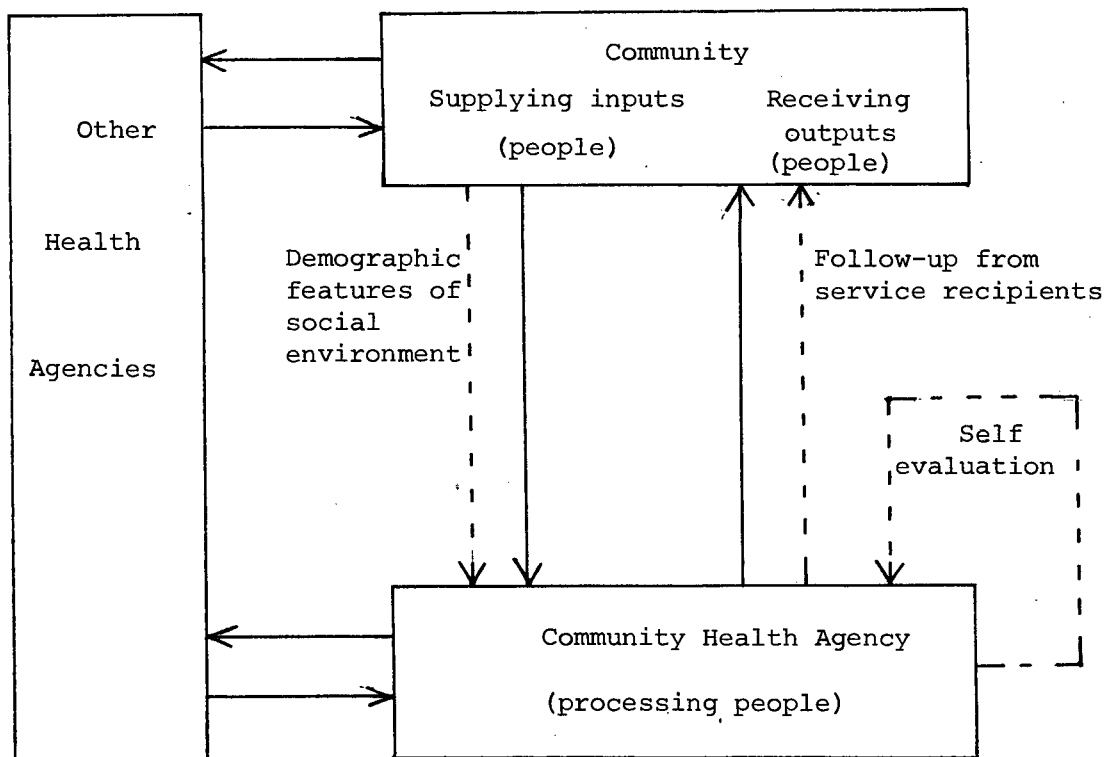 Community
Supplying inputs
(people)
Receiving
outputs
(people)
Other
Health
Agencies
Demographic
features of
social
environment
Follow-up from
service recipients
Self
evaluation
Community Health Agency
(processing people)